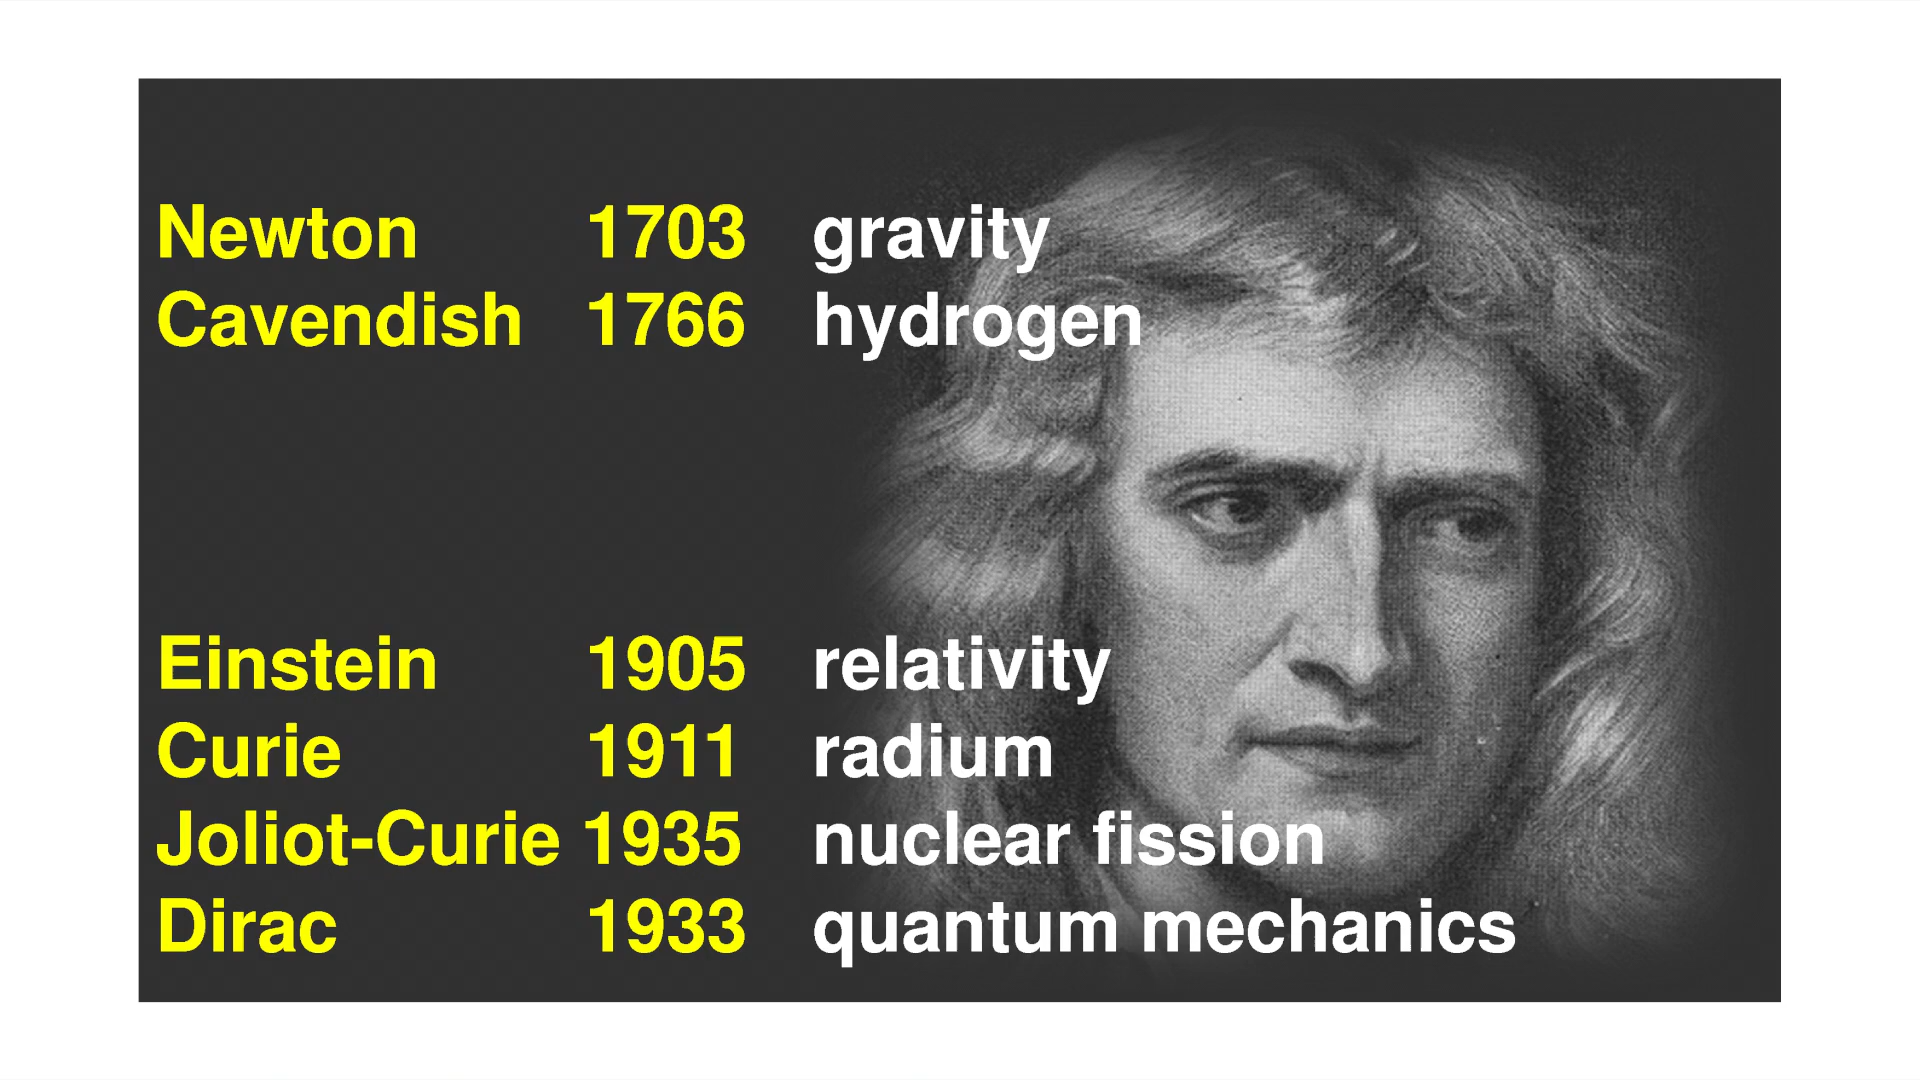 Newton 1703 gravity
Cavendish 1766 hydrogen
Einstein 1905 relativity
Curie 1911 radium
Joliot-Curie 1935 nuclear fission
Dirac 1933 quantum mechanics